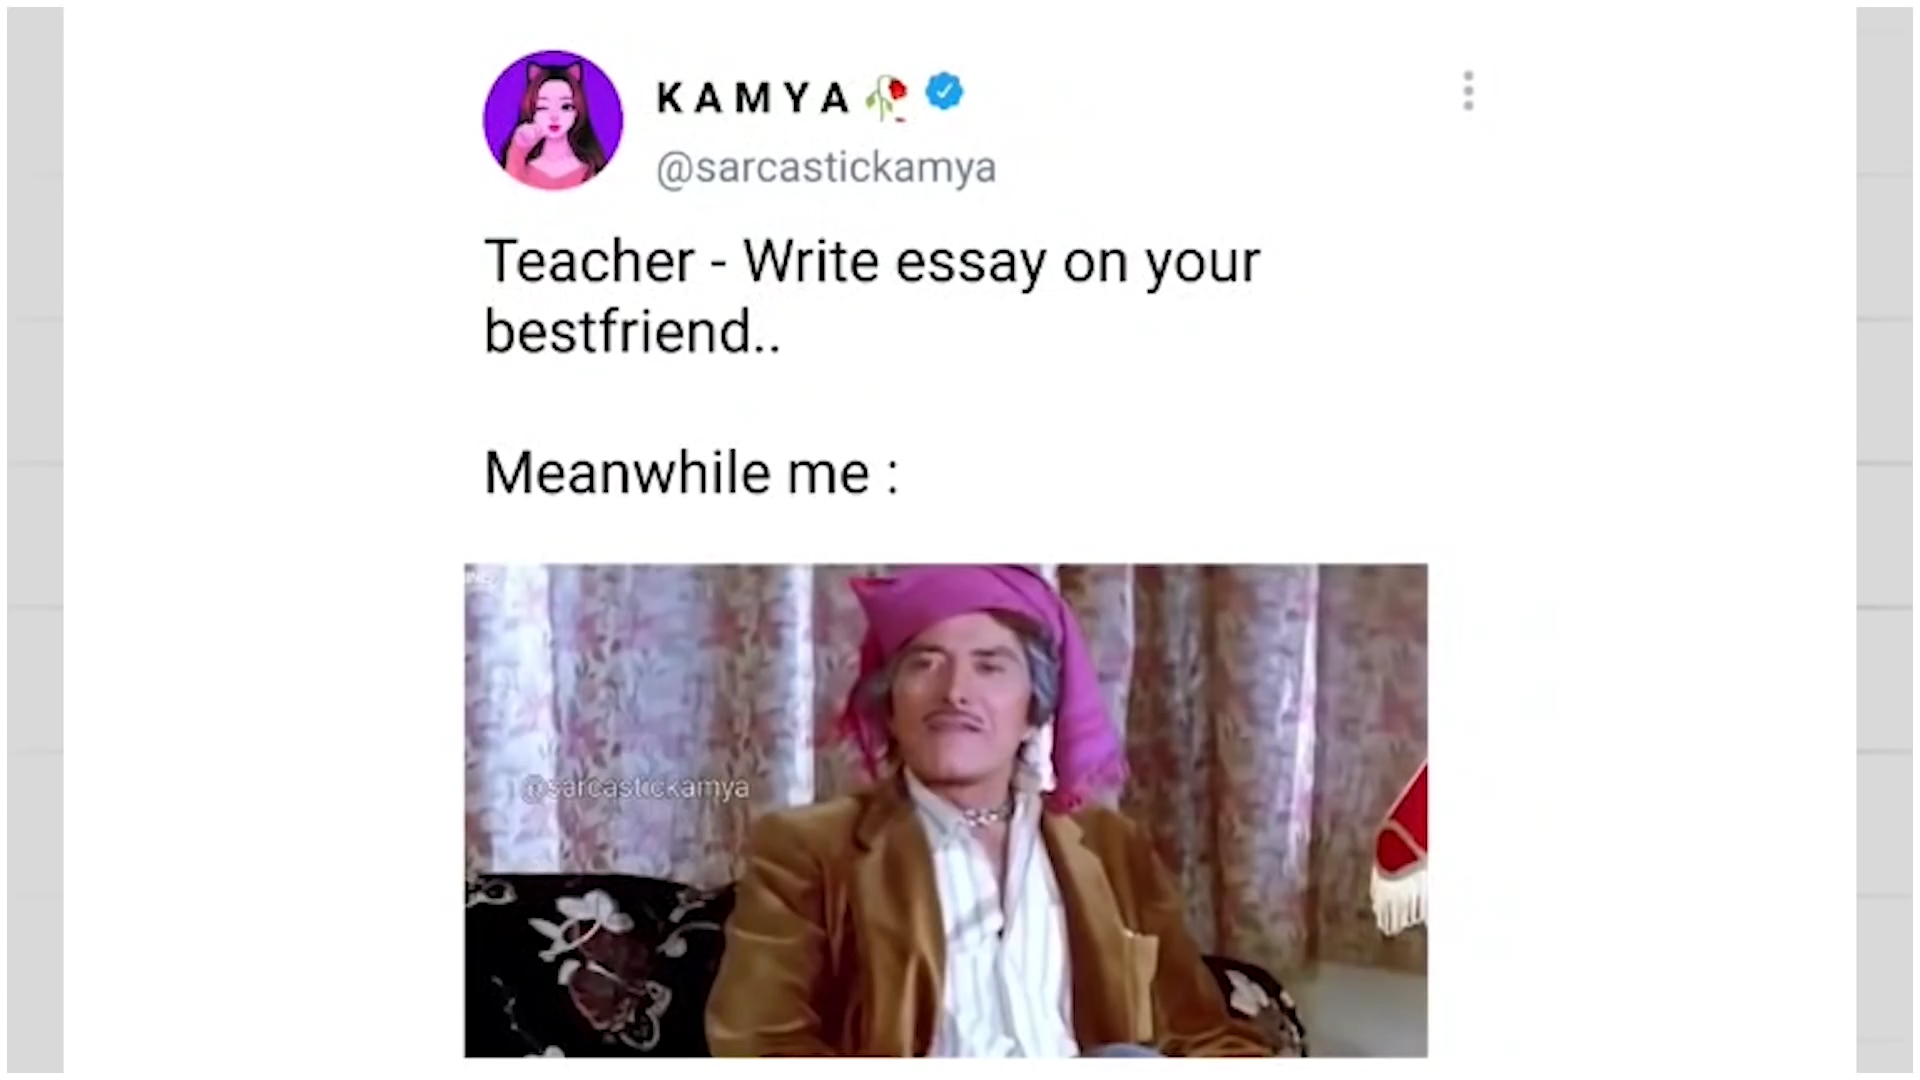 KAMYA🥀
@sarcastickamya
Teacher - Write essay on your
bestfriend..
Meanwhile me :
@sarcastickamya